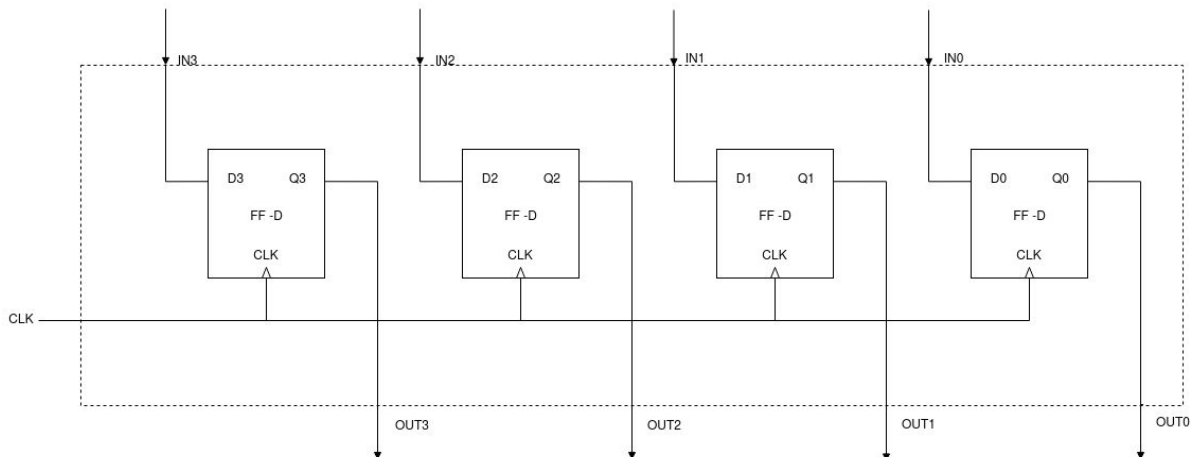 IN3
IN2
IN1
IN0
D3 Q3
D2 Q2
D1 Q1
D0 Q0
FF -D
FF -D
FF -D
FF -D
CLK
CLK
CLK
CLK
CLK
OUT3
OUT2
OUT1
OUT0